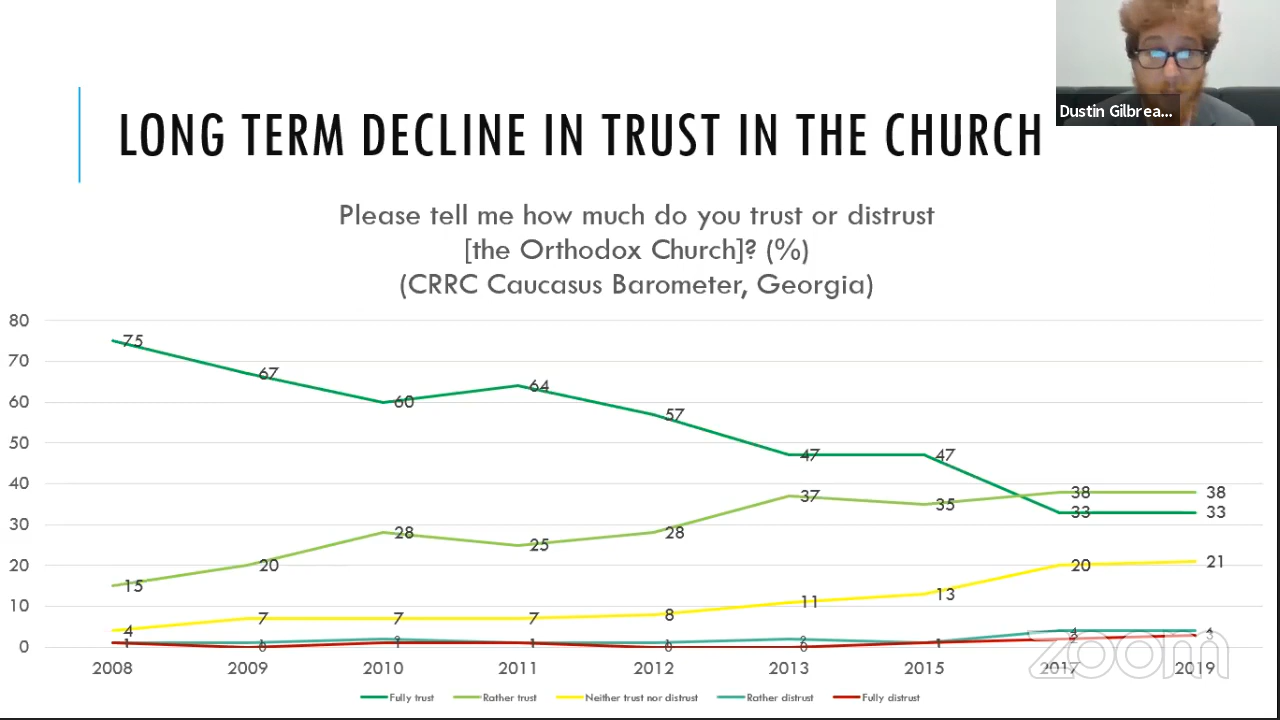 Dustin Gilbrea...
LONG TERM DECLINE IN TRUST IN THE CHURCH
Please tell me how much do you trust or distrust
[the Orthodox Church]? (%)
(CRRC Caucasus Barometer, Georgia)
80
70
60
50
40
30
20
10
0
75 67 60 64 57 47 47 33 33
15 20 28 25 28 37 35 38 38
4 7 7 7 8 11 13 20 21
2008 2009 2010 2011 2012 2013 2015 2017 2019
zoom
Fully trust Rather trust Neither trust nor distrust Rather distrust Fully distrust